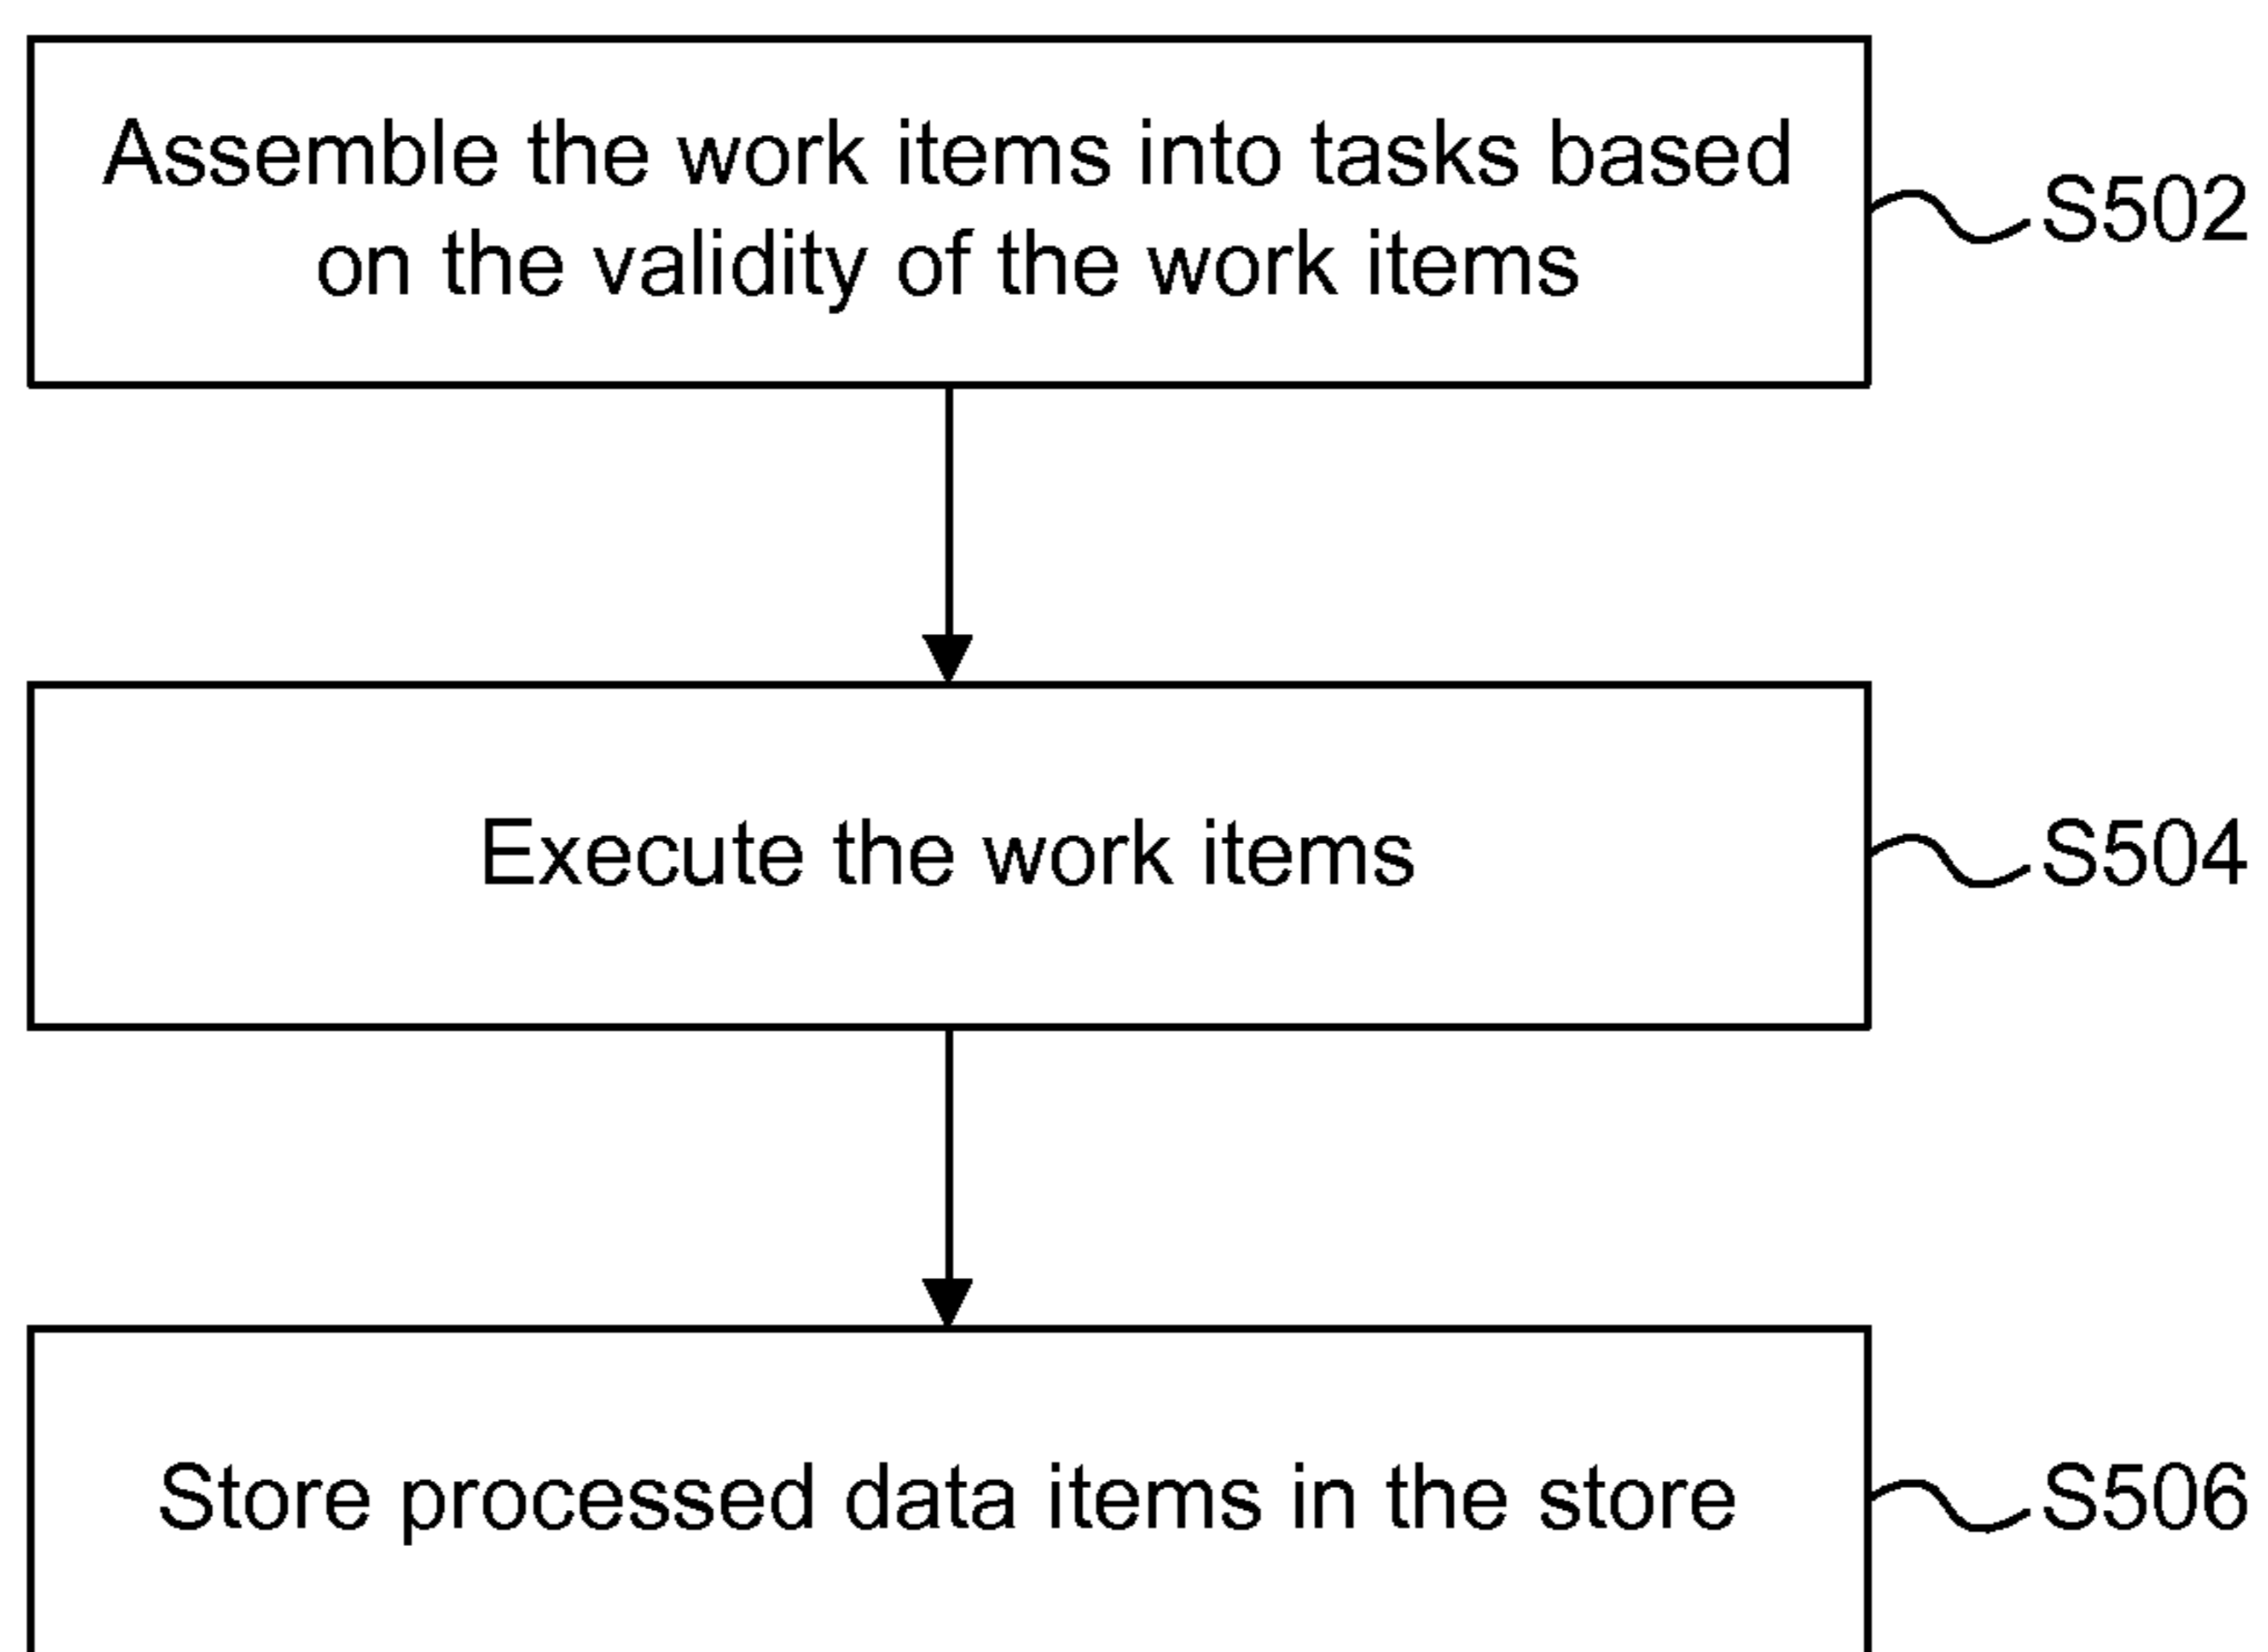 Assemble the work items into tasks based
on the validity of the work items
S502
Execute the work items
S504
Store processed data items in the store
S506